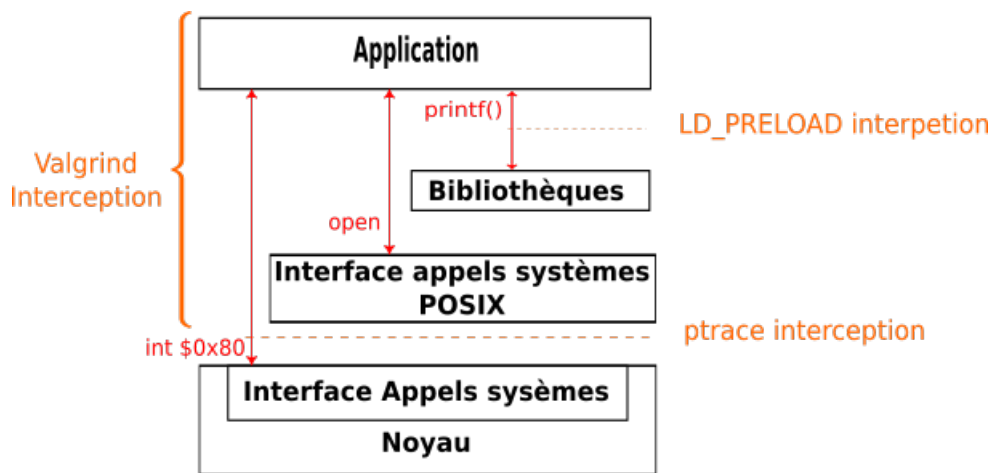 Application
printf()
LD_PRELOAD interpetion
Valgrind
Interception
Bibliothèques
open
Interface appels systèmes
POSIX
ptrace interception
int $0x80
Interface Appels sysèmes
Noyau